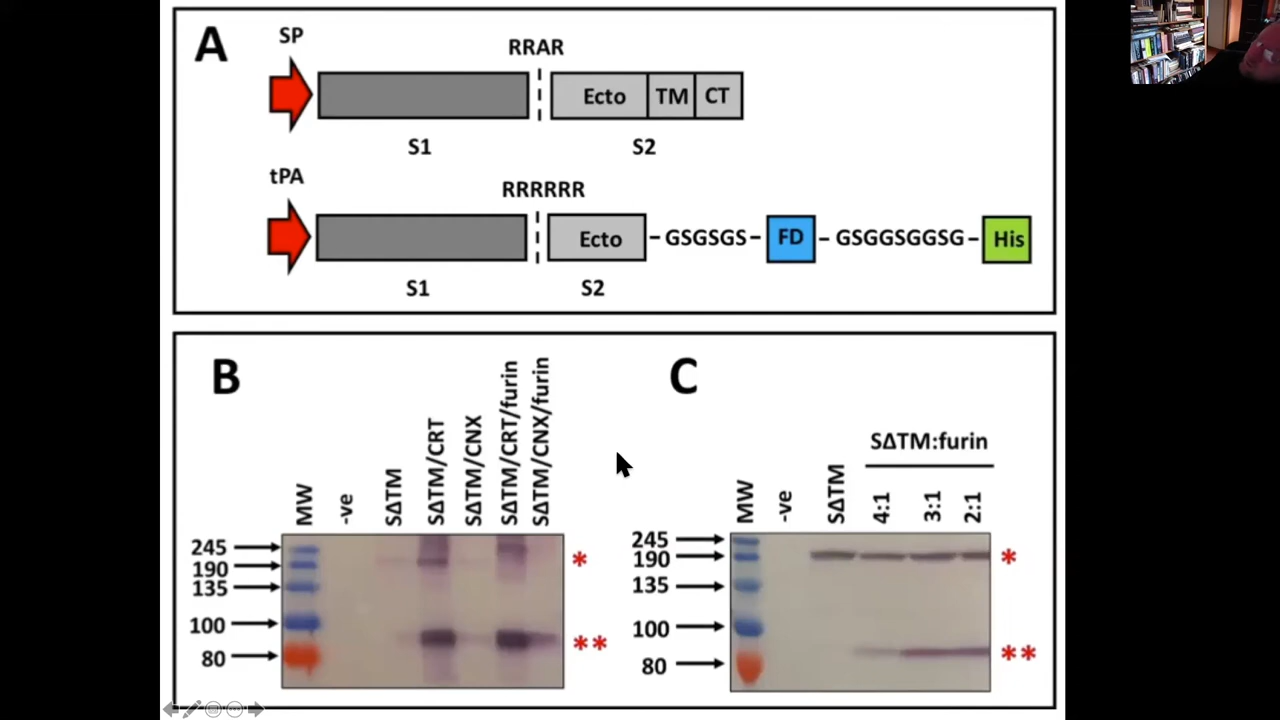 A
SP
RRAR
Ecto TM CT
S1 S2
tPA
RRRRRR
Ecto –GSGSGS– FD –GSGGSGGSG– His
S1 S2
B
MW
-ve
SΔTM
SΔTM/CRT
SΔTM/CNX
SΔTM/CRT/furin
SΔTM/CNX/furin
245
190
135
100
80
*
**
C
SΔTM:furin
MW
-ve
SΔTM
4:1
3:1
2:1
245
190
135
100
80
*
**